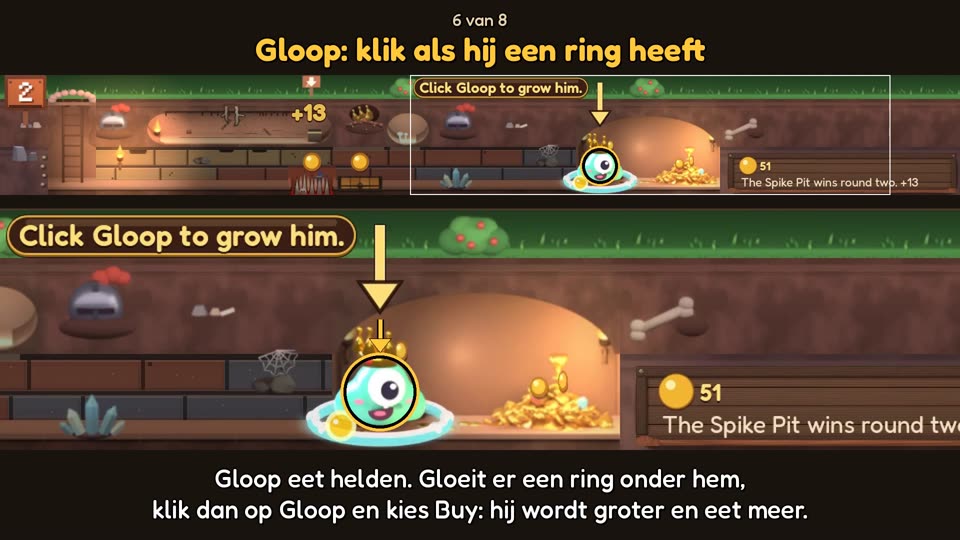 6 van 8
Gloop: klik als hij een ring heeft
2
+13
Click Gloop to grow him.
51
The Spike Pit wins round two. +13
Click Gloop to grow him.
51
The Spike Pit wins round tw
Gloop eet helden. Gloeit er een ring onder hem,
klik dan op Gloop en kies Buy: hij wordt groter en eet meer.